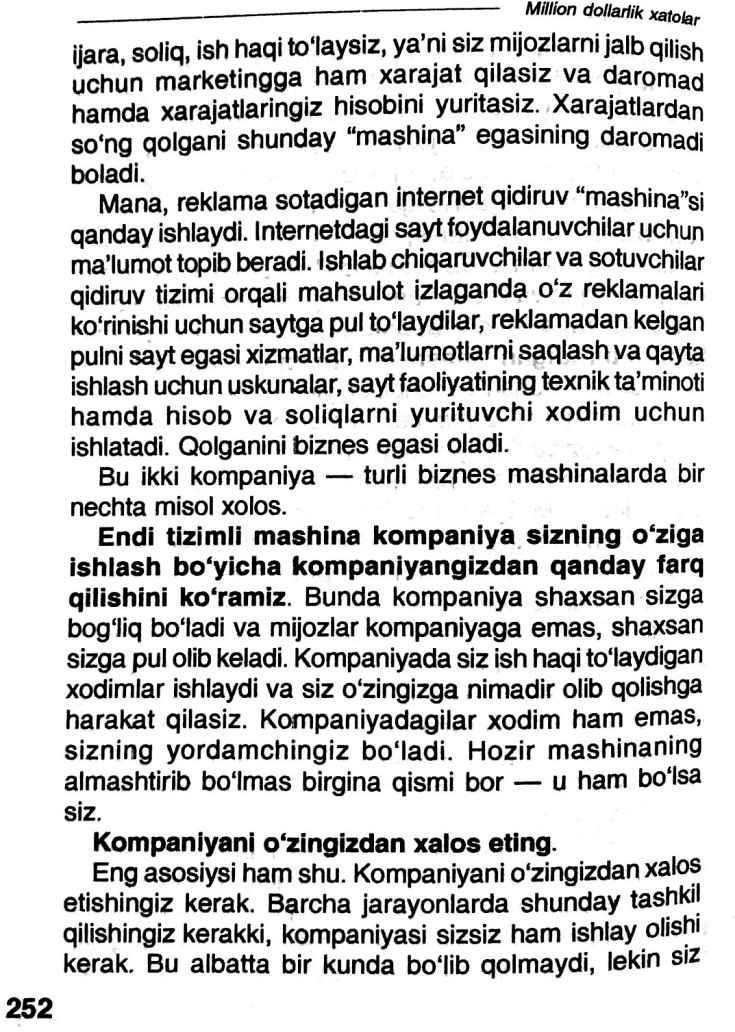 Million dollarlik xatolar
ijara, soliq, ish haqi to‘laysiz, ya’ni siz mijozlarni jalb qilish
uchun marketingga ham xarajat qilasiz va daromad
hamda xarajatlaringiz hisobini yuritasiz. Xarajatlardan
so‘ng qolgani shunday “mashina” egasining daromadi
boladi.
Mana, reklama sotadigan internet qidiruv “mashina”si
qanday ishlaydi. Internetdagi sayt foydalanuvchilar uchun
ma’lumot topib beradi. Ishlab chiqaruvchilar va sotuvchilar
qidiruv tizimi orqali mahsulot izlaganda o‘z reklamalari
ko‘rinishi uchun saytga pul to‘laydilar, reklamadan kelgan
pulni sayt egasi xizmatlar, ma’lumotlarni saqlash va qayta
ishlash uchun uskunalar, sayt faoliyatining texnik ta’minoti
hamda hisob va soliqlarni yurituvchi xodim uchun
ishlatadi. Qolganini biznes egasi oladi.
Bu ikki kompaniya — turli biznes mashinalarda bir
nechta misol xolos.
Endi tizimli mashina kompaniya sizning o‘ziga
ishlash bo‘yicha kompaniyangizdan qanday farq
qilishini ko‘ramiz. Bunda kompaniya shaxsan sizga
bog‘liq bo‘ladi va mijozlar kompaniyaga emas, shaxsan
sizga pul olib keladi. Kompaniyada siz ish haqi to‘laydigan
xodimlar ishlaydi va siz o‘zingizga nimadir olib qolishga
harakat qilasiz. Kompaniyadagilar xodim ham emas,
sizning yordamchingiz bo‘ladi. Hozir mashinaning
almashtirib bo‘lmas birgina qismi bor — u ham bo‘lsa
siz.
Kompaniyani o‘zingizdan xalos eting.
Eng asosiysi ham shu. Kompaniyani o‘zingizdan xalos
etishingiz kerak. Barcha jarayonlarda shunday tashkil
qilishingiz kerakki, kompaniyasi sizsiz ham ishlay olishi
kerak. Bu albatta bir kunda bo‘lib qolmaydi, lekin siz
252